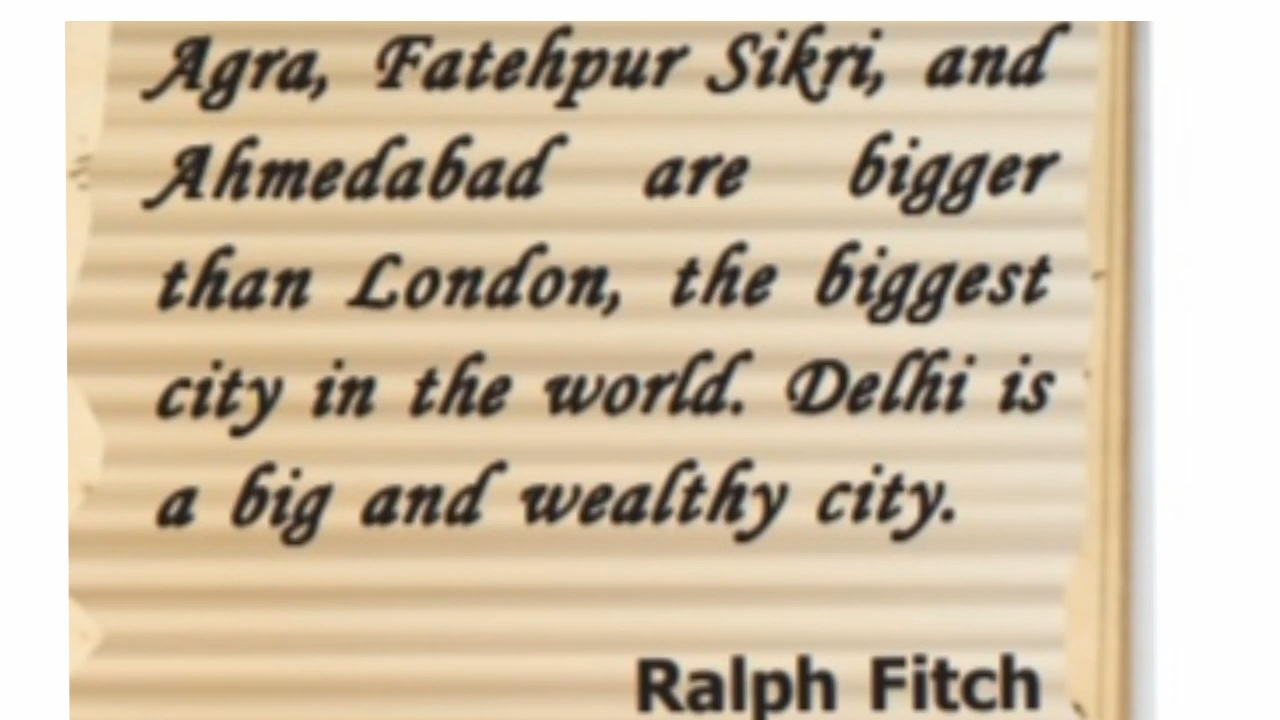 Agra, Fatehpur Sikri, and
Ahmedabad are bigger
than London, the biggest
city in the world. Delhi is
a big and wealthy city.
Ralph Fitch